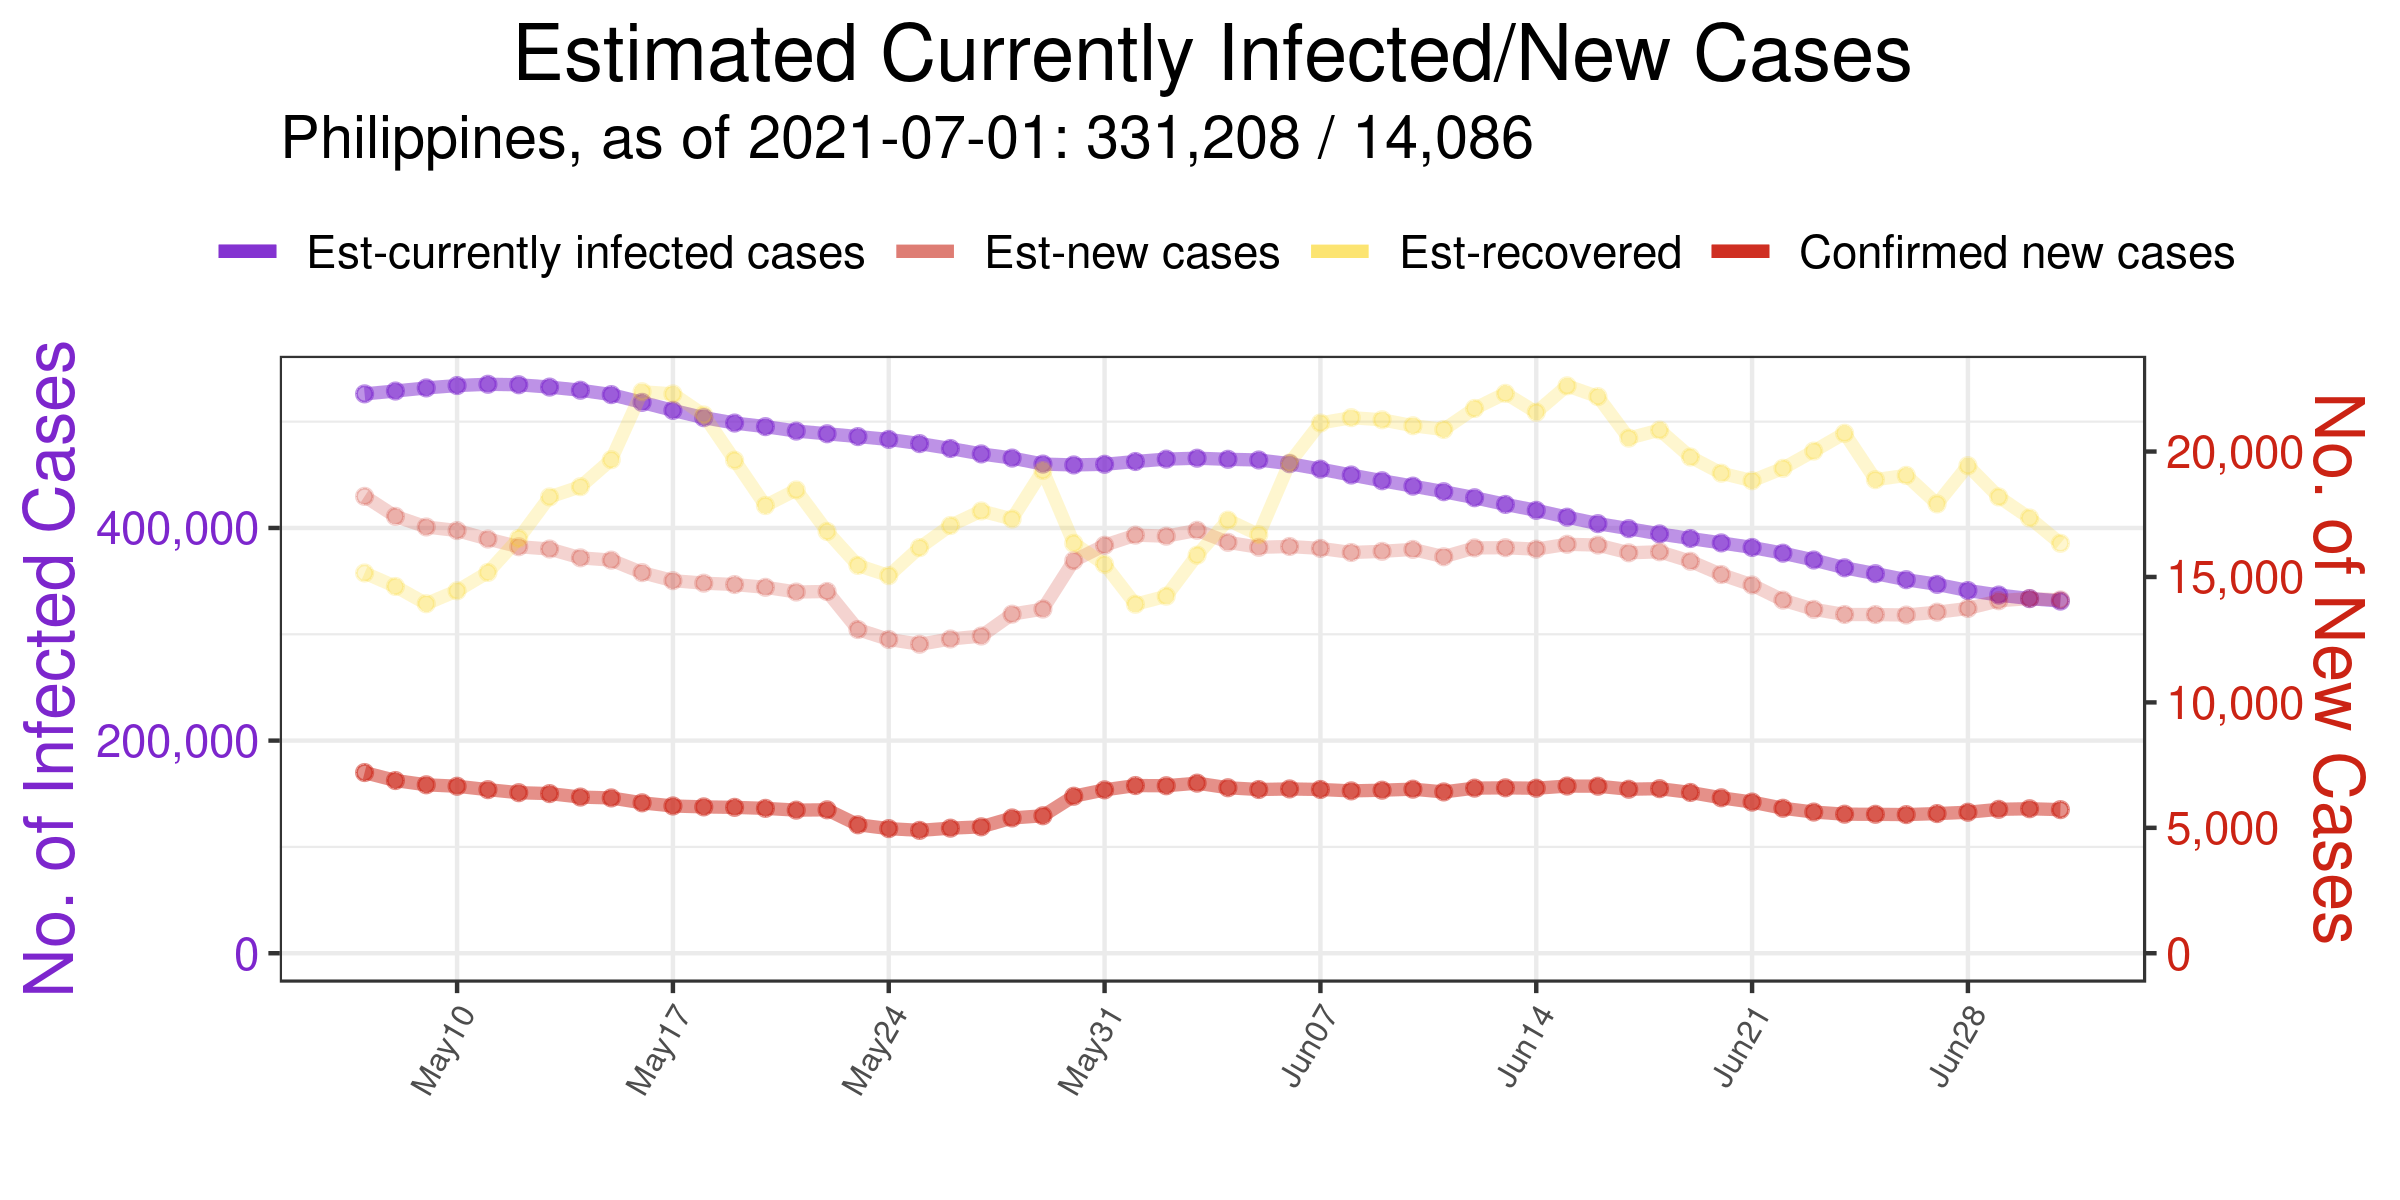 Estimated Currently Infected/New Cases
Philippines, as of 2021-07-01: 331,208 / 14,086
Est-currently infected cases Est-new cases Est-recovered Confirmed new cases
No. of Infected Cases
400,000
200,000
0
20,000
15,000
10,000
5,000
0
No. of New Cases
May10 May17 May24 May31 Jun07 Jun14 Jun21 Jun28